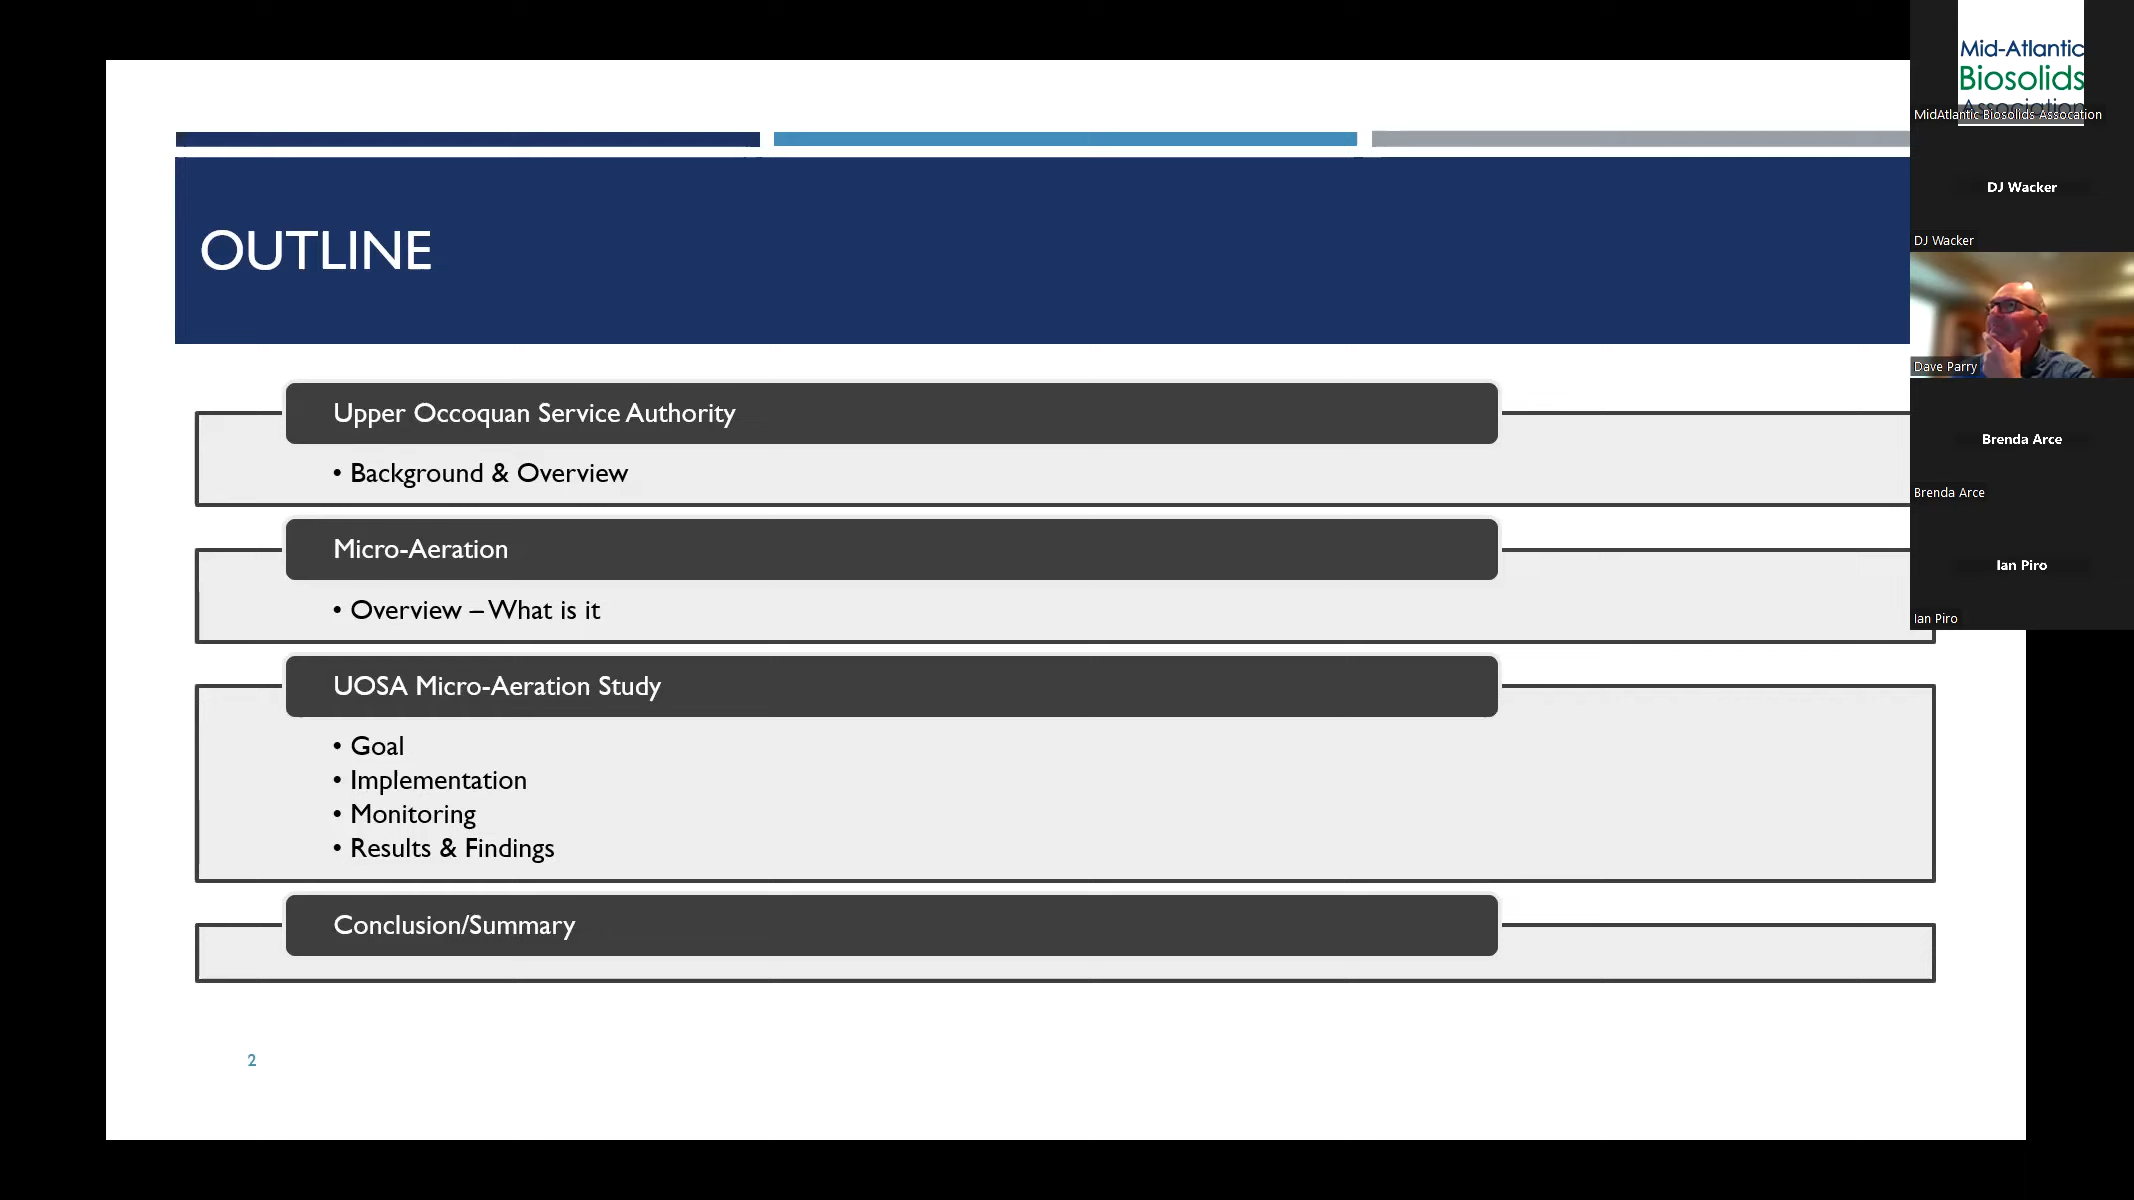 OUTLINE
Upper Occoquan Service Authority
• Background & Overview
Micro-Aeration
• Overview – What is it
UOSA Micro-Aeration Study
• Goal
• Implementation
• Monitoring
• Results & Findings
Conclusion/Summary
2
Mid-Atlantic
Biosolids
Association
MidAtlantic Biosolids Assocation
DJ Wacker
DJ Wacker
Dave Parry
Brenda Arce
Brenda Arce
Ian Piro
Ian Piro